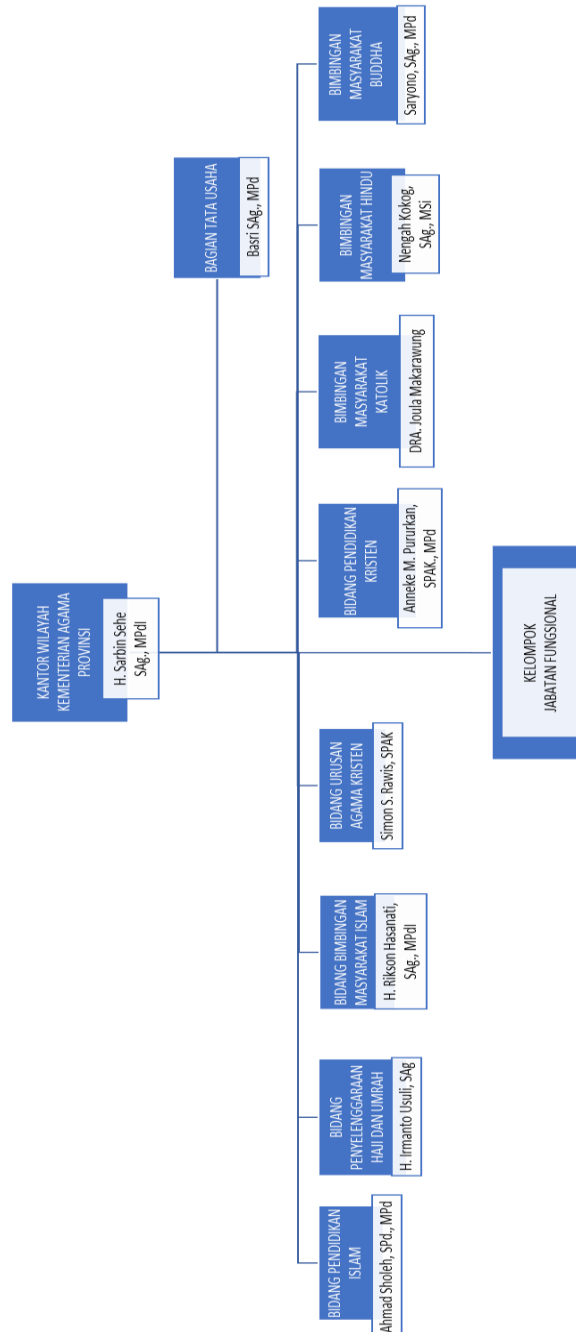 KANTOR WILAYAH
KEMENTERIAN AGAMA
PROVINSI
H. Sarbin Sehe
SAg., MPdI
BAGIAN TATA USAHA
Basri SAg., MPd
BIDANG PENDIDIKAN
ISLAM
Ahmad Sholeh, SPd., MPd
BIDANG
PENYELENGGARAAN
HAJI DAN UMRAH
H. Irmanto Usuli, SAg
BIDANG BIMBINGAN
MASYARAKAT ISLAM
H. Rikson Hasanati,
SAg., MPdI
BIDANG URUSAN
AGAMA KRISTEN
Simon S. Rawis, SPAK
BIDANG PENDIDIKAN
KRISTEN
Anneke M. Pururkan,
SPAK., MPd
BIMBINGAN
MASYARAKAT
KATOLIK
DRA. Joula Makarawung
BIMBINGAN
MASYARAKAT HINDU
Nengah Kokog,
SAg., MSi
BIMBINGAN
MASYARAKAT
BUDDHA
Saryono, SAg., MPd
KELOMPOK
JABATAN FUNGSIONAL